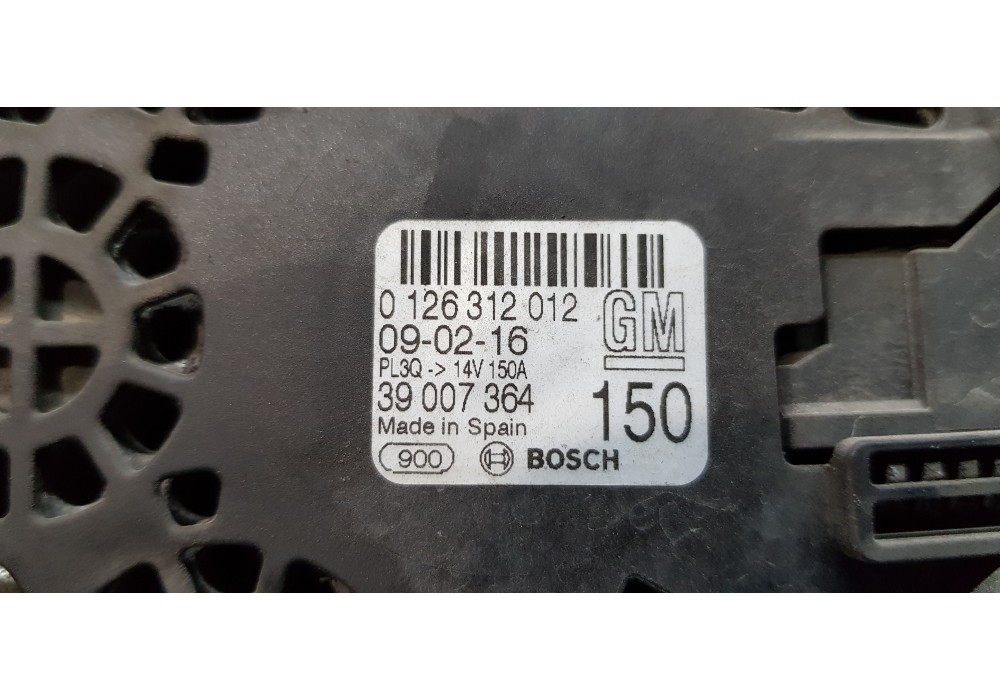 0 126 312 012
09-02-16
PL3Q -> 14V 150A
39 007 364
Made in Spain
900
BOSCH
GM
150